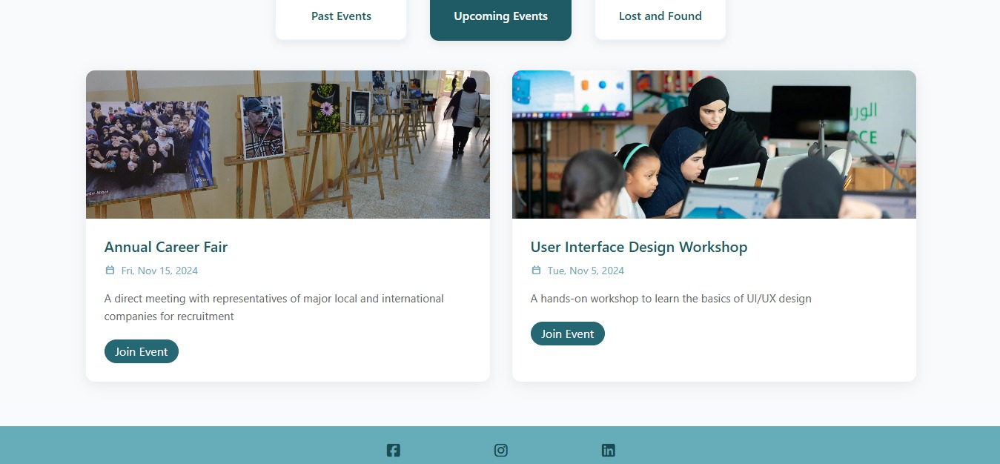 Past Events
Upcoming Events
Lost and Found
Annual Career Fair
Fri, Nov 15, 2024
A direct meeting with representatives of major local and international
companies for recruitment
Join Event
User Interface Design Workshop
Tue, Nov 5, 2024
A hands-on workshop to learn the basics of UI/UX design
Join Event